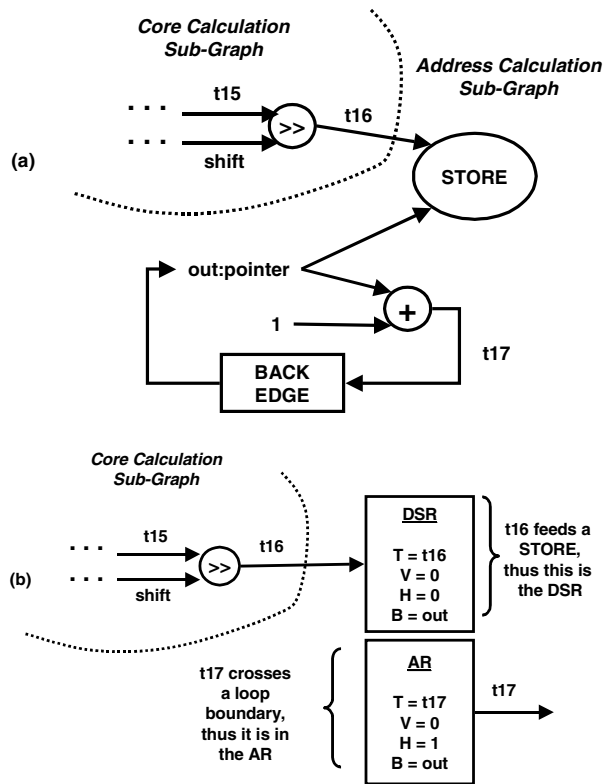 Core Calculation
Sub-Graph
Address Calculation
Sub-Graph
. . . t15
>>
t16
. . . shift
(a)
STORE
out:pointer
+
1
t17
BACK
EDGE
Core Calculation
Sub-Graph
. . . t15
>>
t16
. . . shift
(b)
DSR
T = t16
V = 0
H = 0
B = out
t16 feeds a
STORE,
thus this is
the DSR
t17 crosses
a loop
boundary,
thus it is in
the AR
AR
T = t17
V = 0
H = 1
B = out
t17